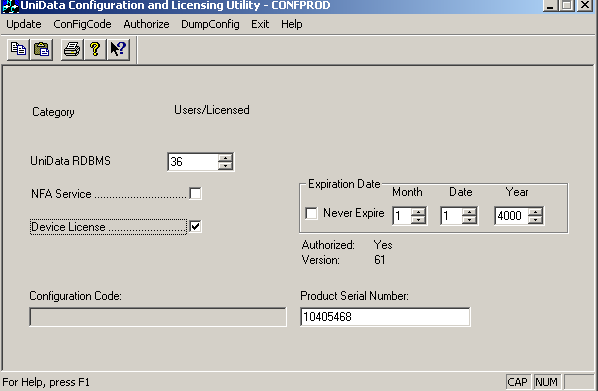 UniData Configuration and Licensing Utility - CONFPROD
Update ConFigCode Authorize DumpConfig Exit Help
Category Users/Licensed
UniData RDBMS 36
NFA Service ..............................
Device License ..........................
Expiration Date
Month Date Year
Never Expire 1 1 4000
Authorized: Yes
Version: 61
Configuration Code: Product Serial Number:
10405468
For Help, press F1 CAP NUM